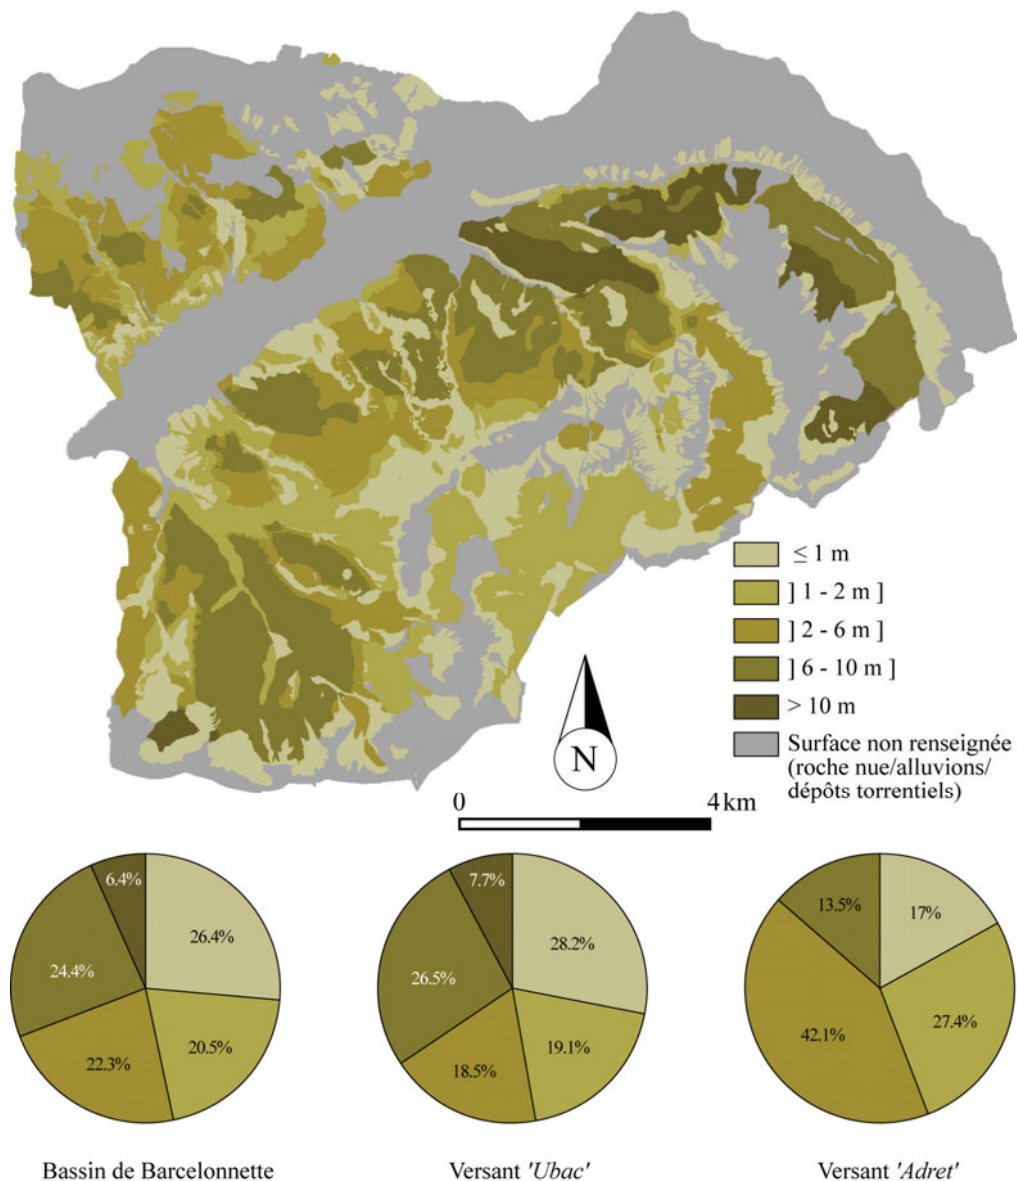 ≤ 1 m
] 1 - 2 m ]
] 2 - 6 m ]
] 6 - 10 m ]
> 10 m
Surface non renseignée
(roche nue/alluvions/
dépôts torrentiels)
N
0 4 km
6.4%
26.4%
24.4%
22.3%
20.5%
7.7%
28.2%
26.5%
18.5%
19.1%
13.5%
17%
42.1%
27.4%
Bassin de Barcelonnette
Versant 'Ubac'
Versant 'Adret'